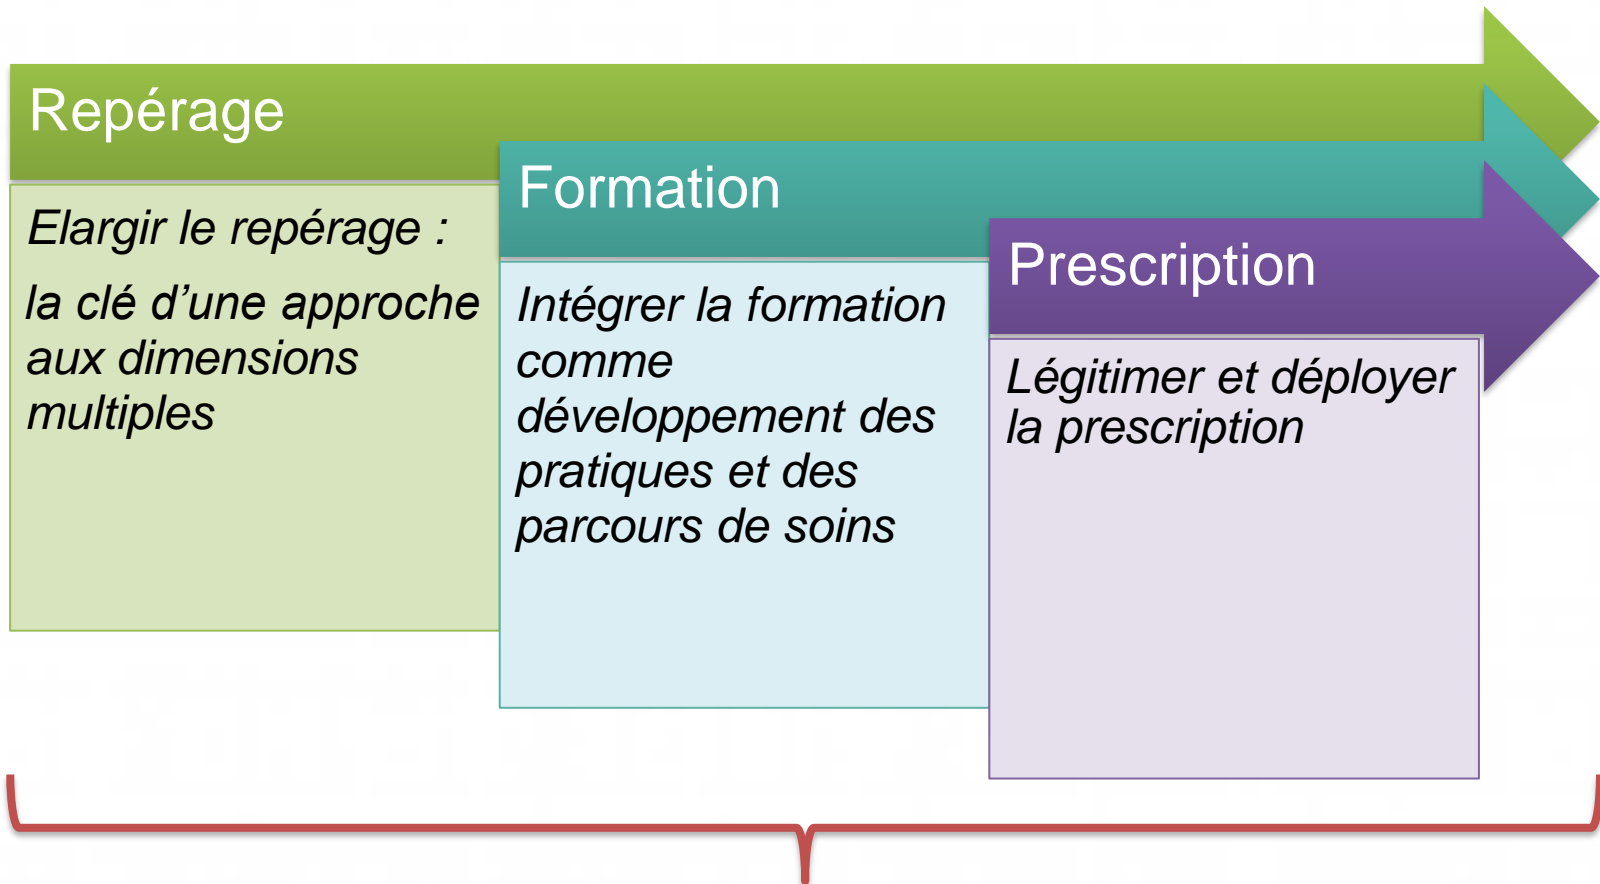 Repérage
Elargir le repérage :
la clé d’une approche
aux dimensions
multiples
Formation
Intégrer la formation
comme
développement des
pratiques et des
parcours de soins
Prescription
Légitimer et déployer
la prescription